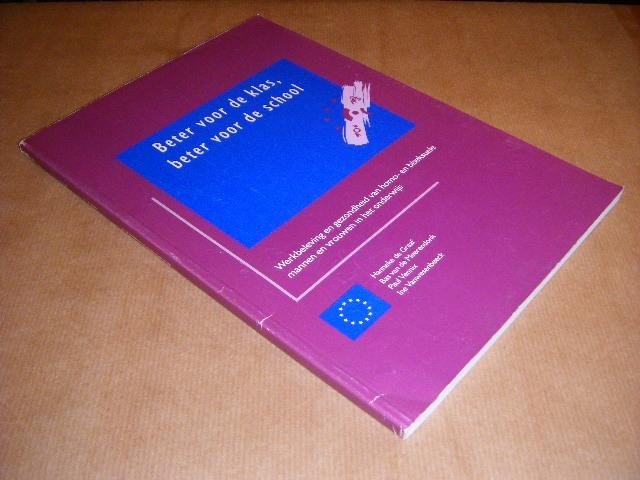 Beter voor de klas,
beter voor de school
Werkbeleving en gezondheid van homo- en biseksuele
mannen en vrouwen in het onderwijs
Hanneke de Graaf
Bas van de Meerendonk
Paul Vennix
Ine Vanwesenbeeck